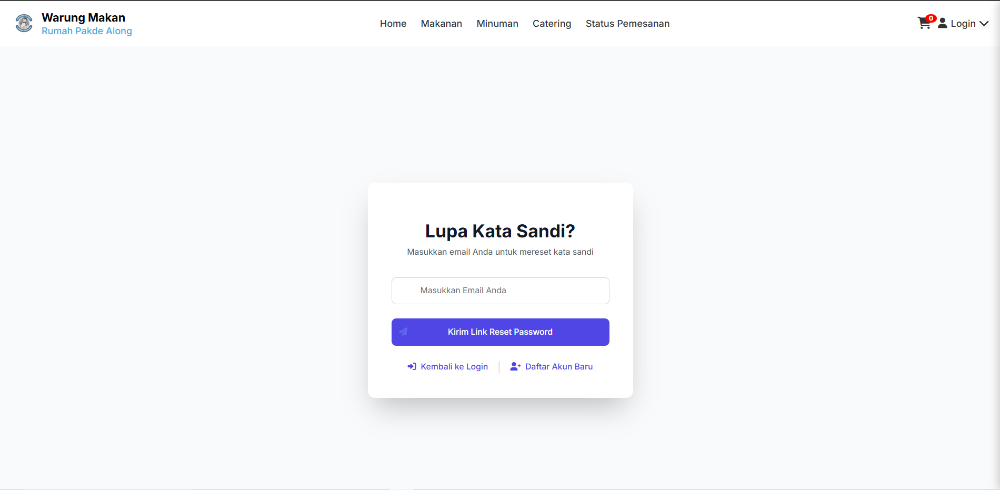 Warung Makan
Rumah Pakde Along
Home Makanan Minuman Catering Status Pemesanan
0 Login
Lupa Kata Sandi?
Masukkan email Anda untuk mereset kata sandi
Masukkan Email Anda
Kirim Link Reset Password
Kembali ke Login
Daftar Akun Baru